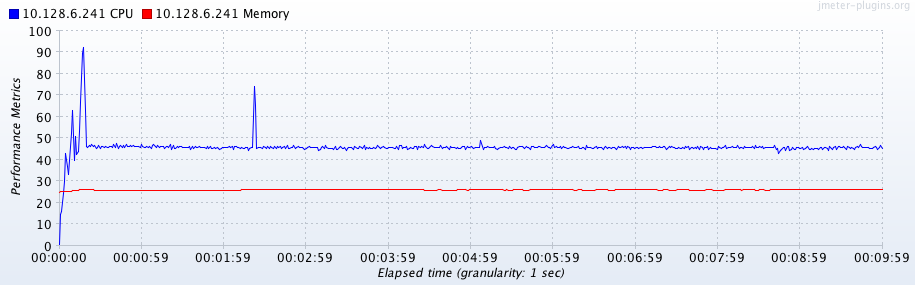 jmeter-plugins.org
10.128.6.241 CPU 10.128.6.241 Memory
100
90
80
70
60
50
40
30
20
10
0
Performance Metrics
00:00:00 00:00:59 00:01:59 00:02:59 00:03:59 00:04:59 00:05:59 00:06:59 00:07:59 00:08:59 00:09:59
Elapsed time (granularity: 1 sec)